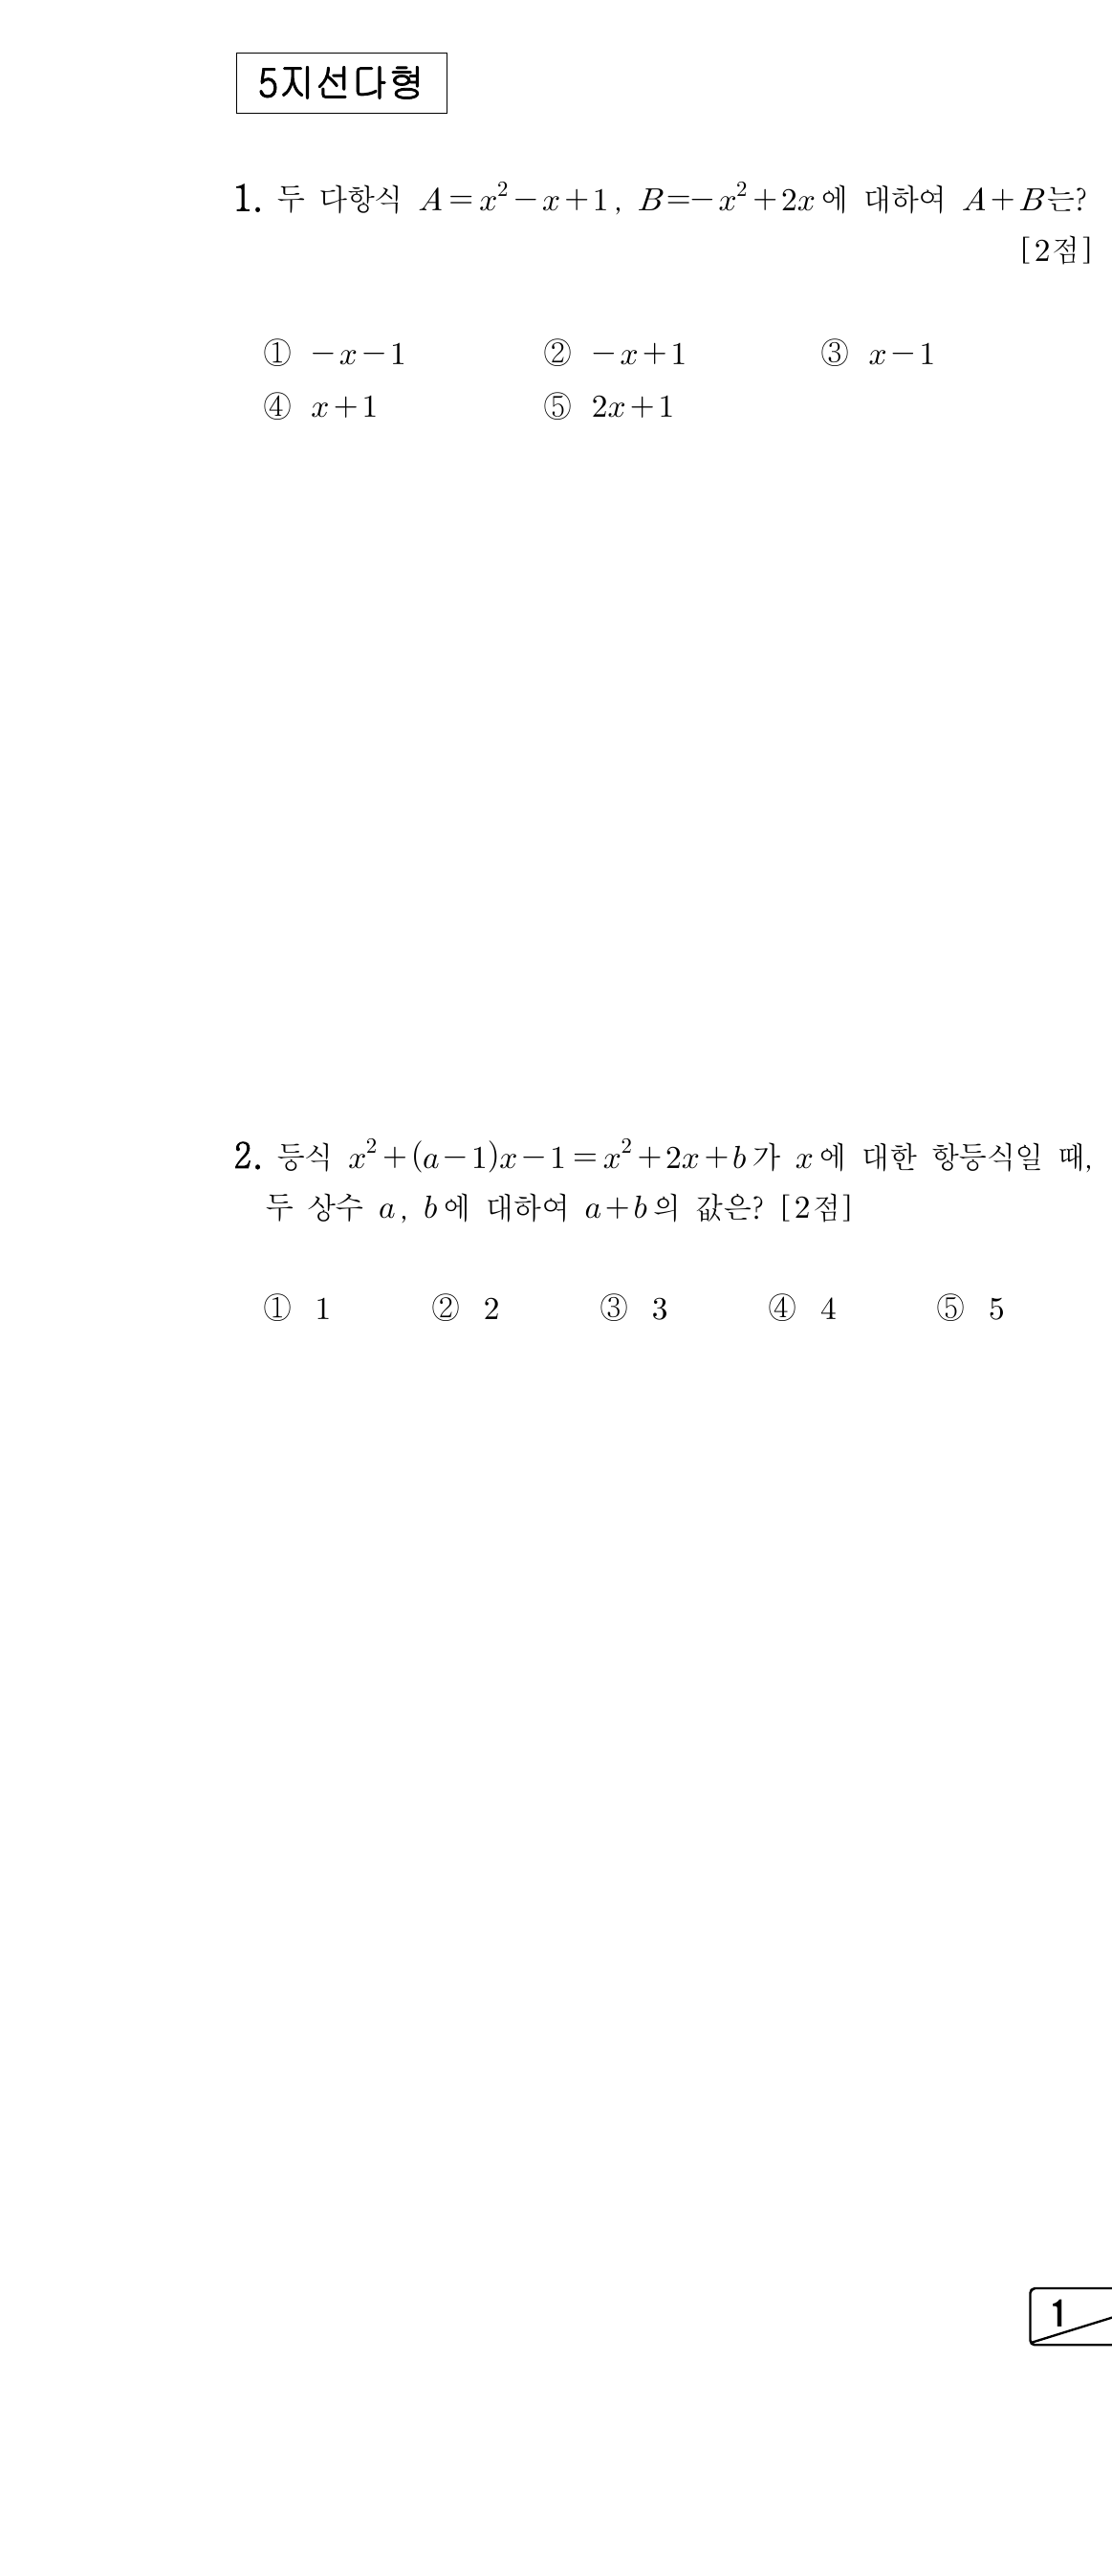 5지선다형
1. 두 다항식 A=x²-x+1, B=-x²+2x에 대하여 A+B는?
[2점]
① -x-1 ② -x+1 ③ x-1
④ x+1 ⑤ 2x+1
2. 등식 x²+(a-1)x-1=x²+2x+b가 x에 대한 항등식일 때,
두 상수 a, b에 대하여 a+b의 값은? [2점]
① 1 ② 2 ③ 3 ④ 4 ⑤ 5
1